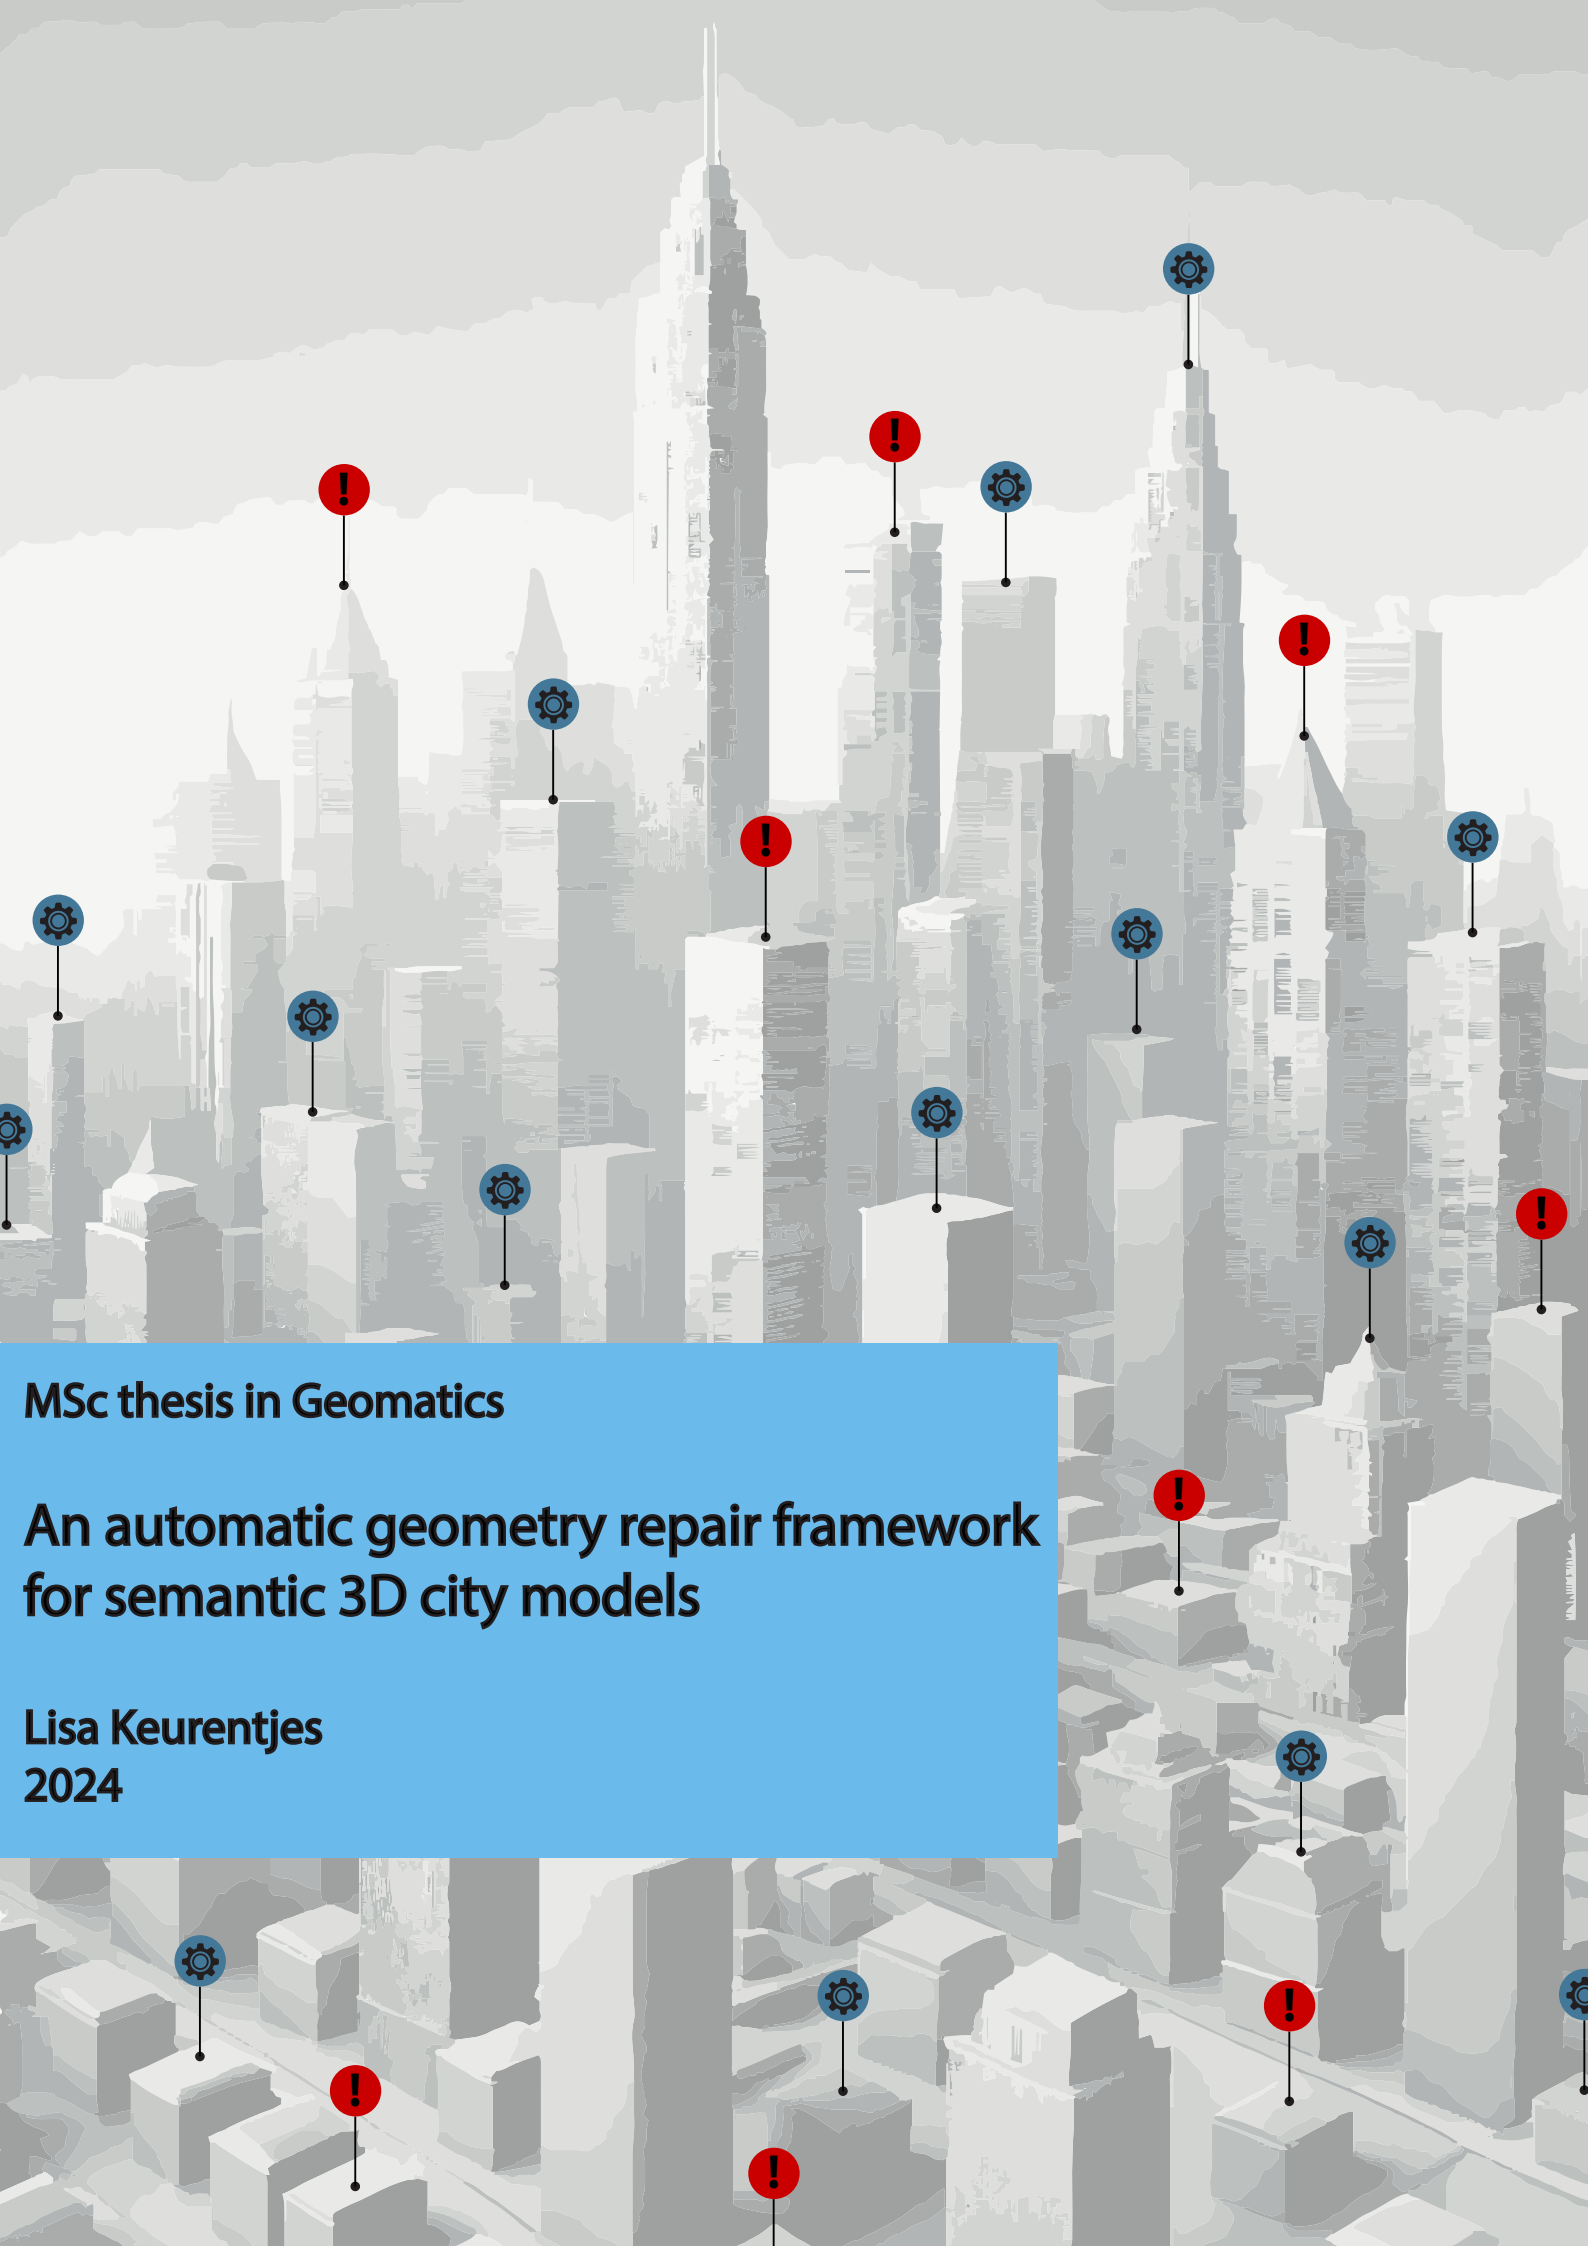 MSc thesis in Geomatics
An automatic geometry repair framework
for semantic 3D city models
Lisa Keurentjes
2024